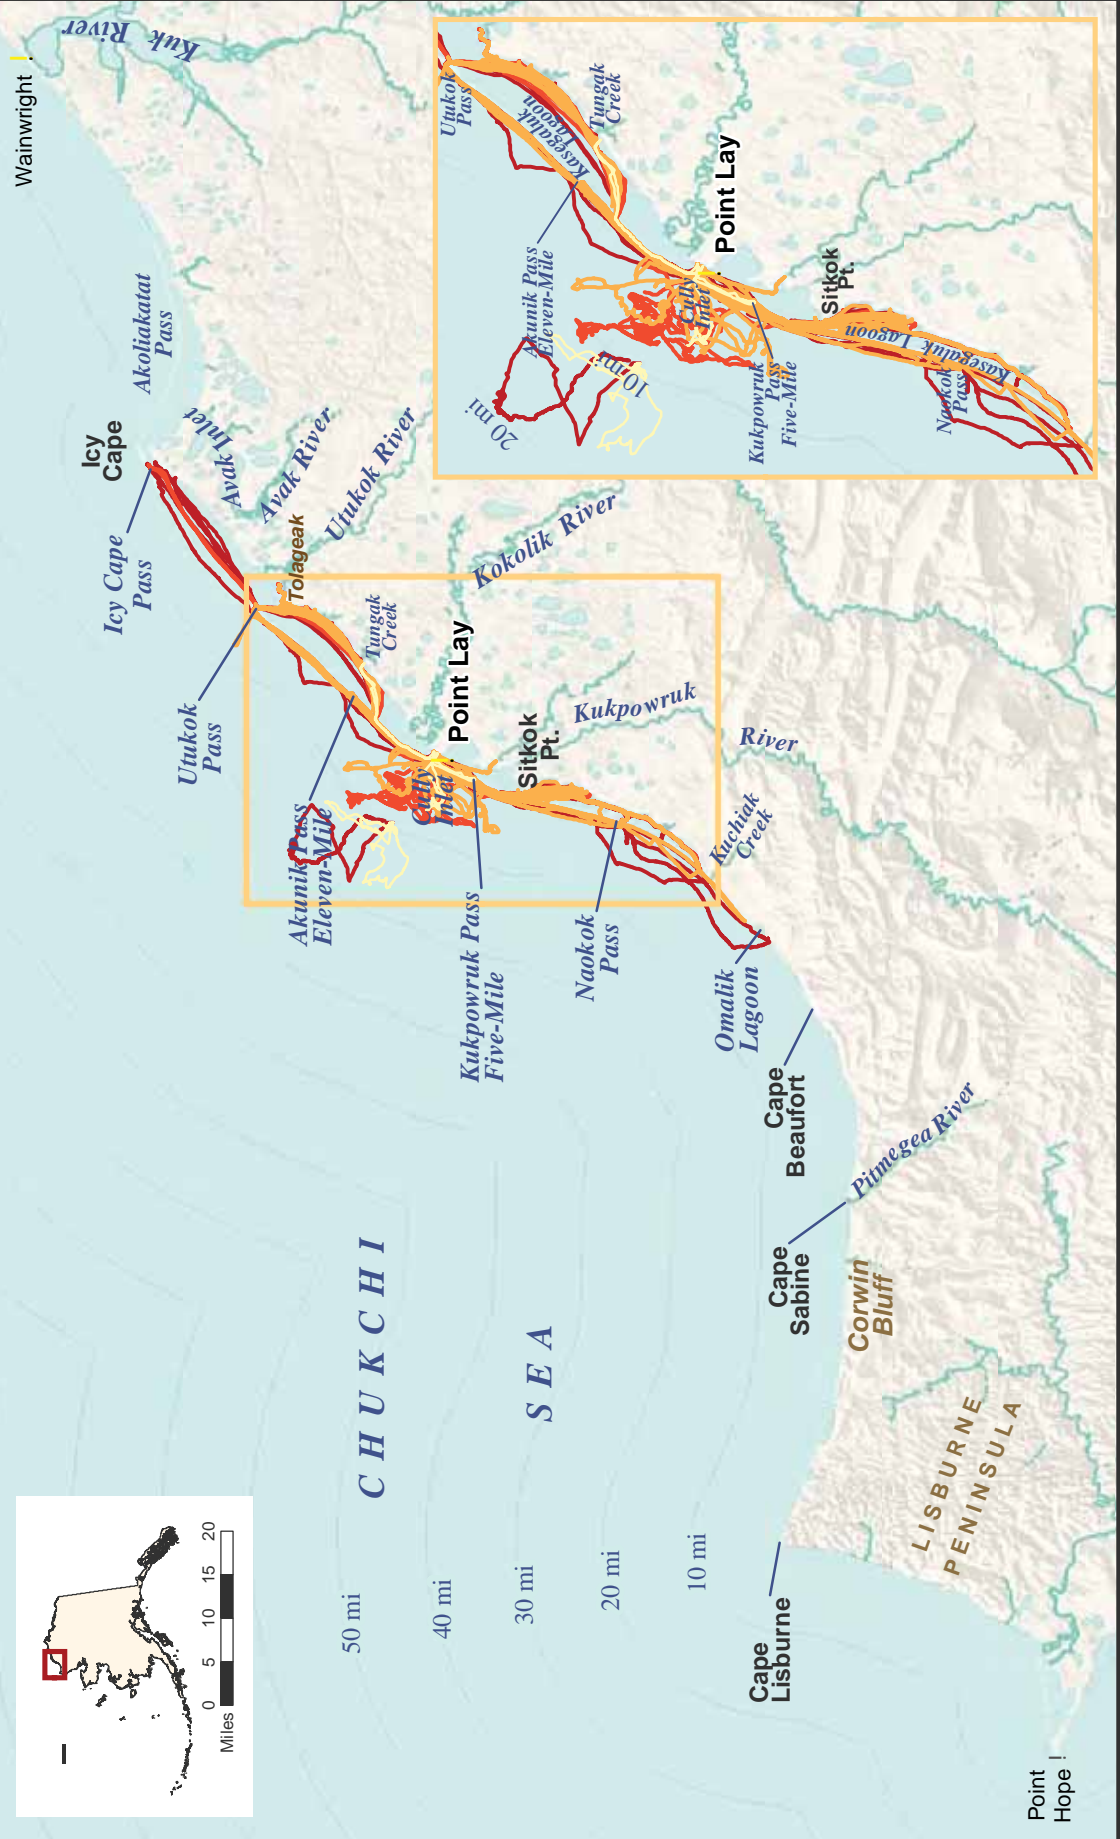 Wainwright
Kuk River
Akoliakatat
Pass
Icy
Cape
Avak Inlet
Avak River
Utukok River
Icy Cape
Pass
Tolageak
Tungak
Creek
Kokolik River
Utukok
Pass
Point Lay
Sitkok
Pt.
Kukpowruk
River
Akunik Pass
Eleven-Mile
Cully
Inlet
Kuchiak
Creek
Kukpowruk Pass
Five-Mile
Naokok
Pass
Omalik
Lagoon
Cape
Beaufort
Pitmegea River
Cape
Sabine
Corwin
Bluff
CHUKCHI
SEA
LISBURNE
PENINSULA
50 mi
40 mi
30 mi
20 mi
10 mi
Cape
Lisburne
Point
Hope
Miles
0 5 10 15 20
Utukok
Pass
Kasegaluk
Lagoon
Tungak
Creek
Akunik Pass
Eleven-Mile
Point Lay
Cully
Inlet
20 mi
10 mi
Sitkok
Pt.
Kukpowruk
Pass
Five-Mile
Kasegaluk Lagoon
Naokok
Pass